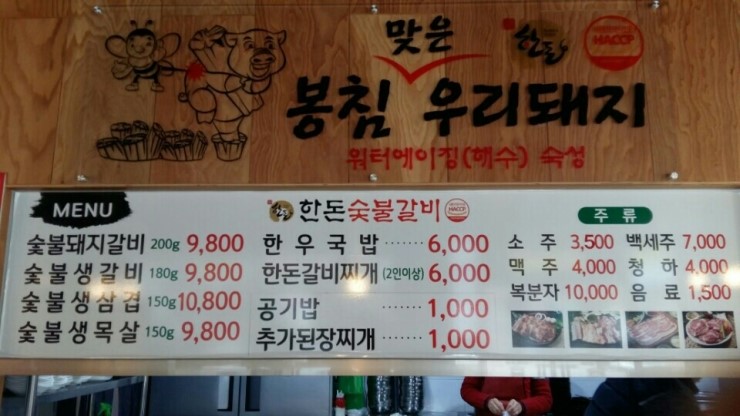 맞은
한돈
HACCP
봉침 우리돼지
워터에이징(해수) 숙성
MENU
한돈 한돈숯불갈비 HACCP
숯불돼지갈비 200g 9,800
숯불생갈비 180g 9,800
숯불생삼겹 150g 10,800
숯불생목살 150g 9,800
한우국밥 ······· 6,000
한돈갈비찌개 (2인이상) 6,000
공기밥 ······· 1,000
추가된장찌개 ···· 1,000
주류
소주 3,500 백세주 7,000
맥주 4,000 청하 4,000
복분자 10,000 음료 1,500